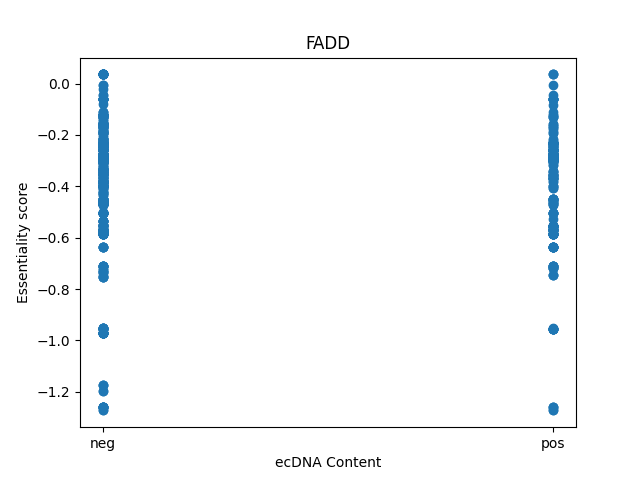 FADD
Essentiality score
0.0
−0.2
−0.4
−0.6
−0.8
−1.0
−1.2
neg
pos
ecDNA Content